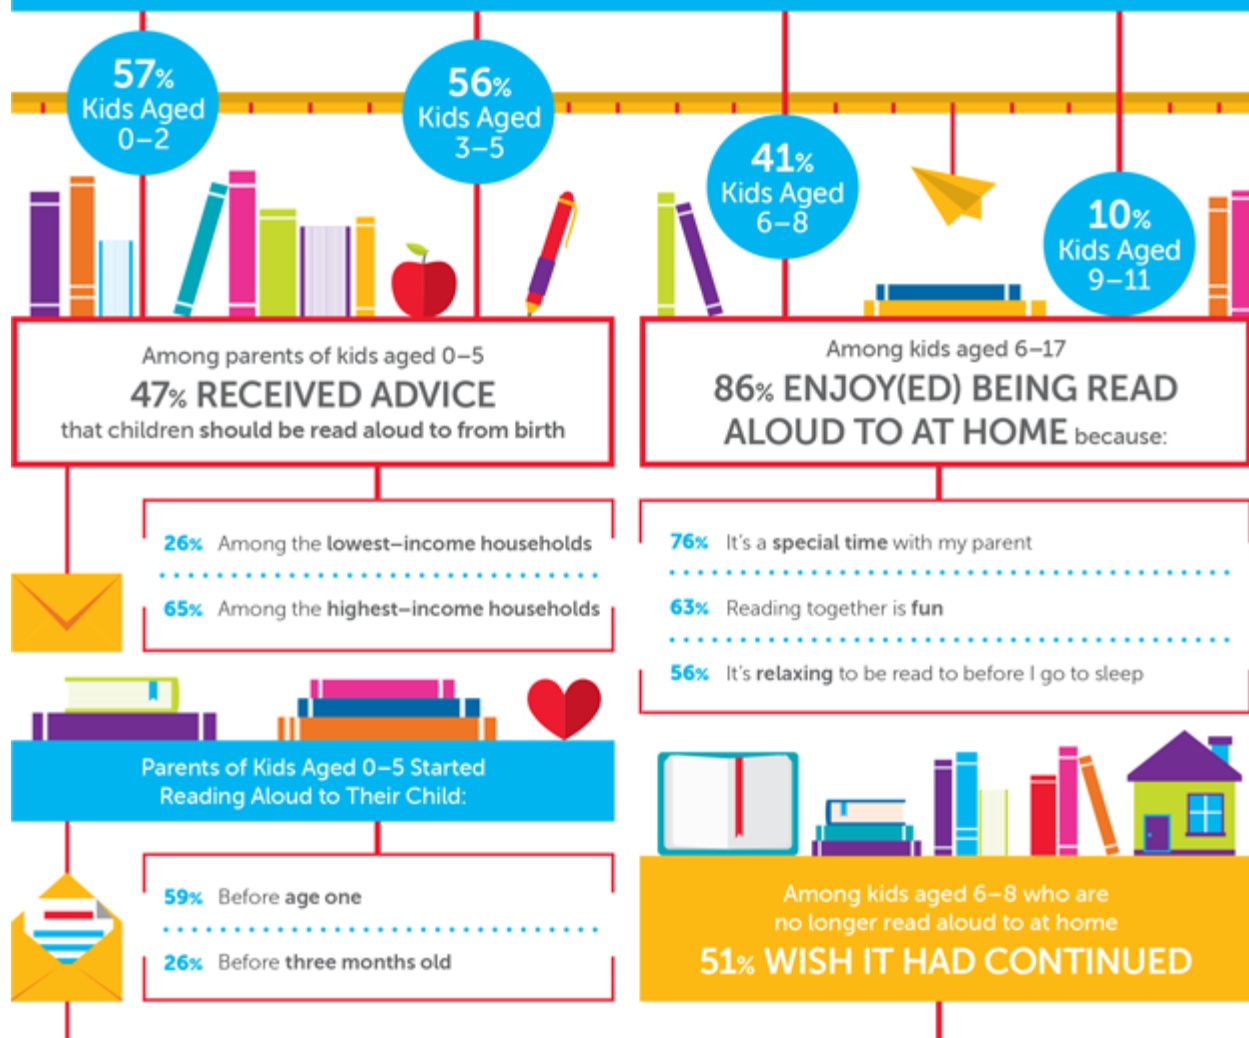 57%
Kids Aged
0–2
56%
Kids Aged
3–5
41%
Kids Aged
6–8
10%
Kids Aged
9–11
Among parents of kids aged 0–5
47% RECEIVED ADVICE
that children should be read aloud to from birth
26% Among the lowest–income households
65% Among the highest–income households
Parents of Kids Aged 0–5 Started
Reading Aloud to Their Child:
59% Before age one
26% Before three months old
Among kids aged 6–17
86% ENJOY(ED) BEING READ
ALOUD TO AT HOME because:
76% It's a special time with my parent
63% Reading together is fun
56% It's relaxing to be read to before I go to sleep
Among kids aged 6–8 who are
no longer read aloud to at home
51% WISH IT HAD CONTINUED